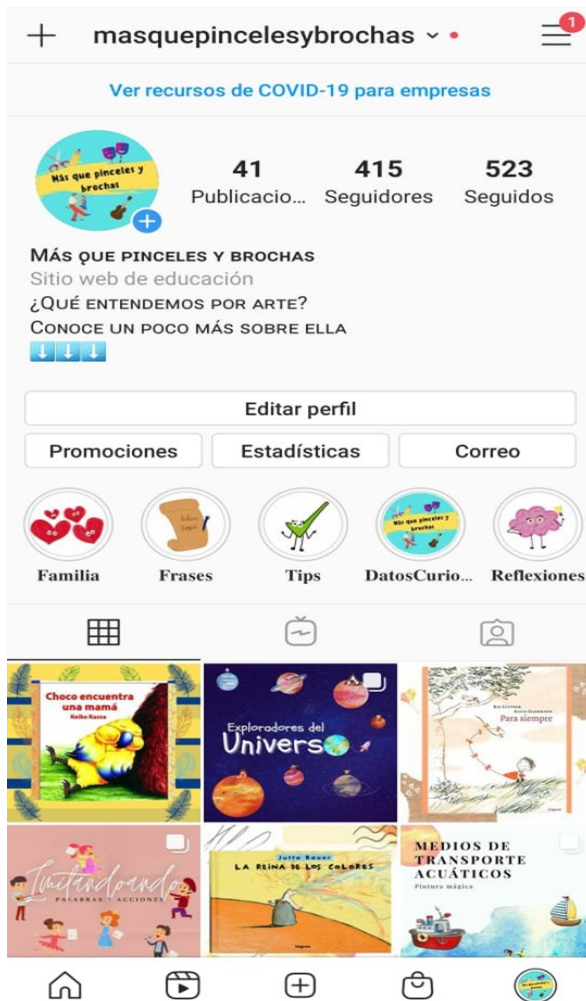 masquepincelesybrochas
1
Ver recursos de COVID-19 para empresas
Más que pinceles y
brochas
41
415
523
Publicacio...
Seguidores
Seguidos
MÁS QUE PINCELES Y BROCHAS
Sitio web de educación
¿QUÉ ENTENDEMOS POR ARTE?
CONOCE UN POCO MÁS SOBRE ELLA
Editar perfil
Promociones
Estadísticas
Correo
Más que pinceles y
brochas
Familia
Frases
Tips
DatosCurio...
Reflexiones
Choco encuentra
una mamá
Keiko Kasza
Exploradores del
Universo
Para siempre
Imitandoando
PALABRAS Y ACCIONES
Jutta Bauer
LA REINA DE LOS COLORES
MEDIOS DE
TRANSPORTE
ACUÁTICOS
Pintura mágica